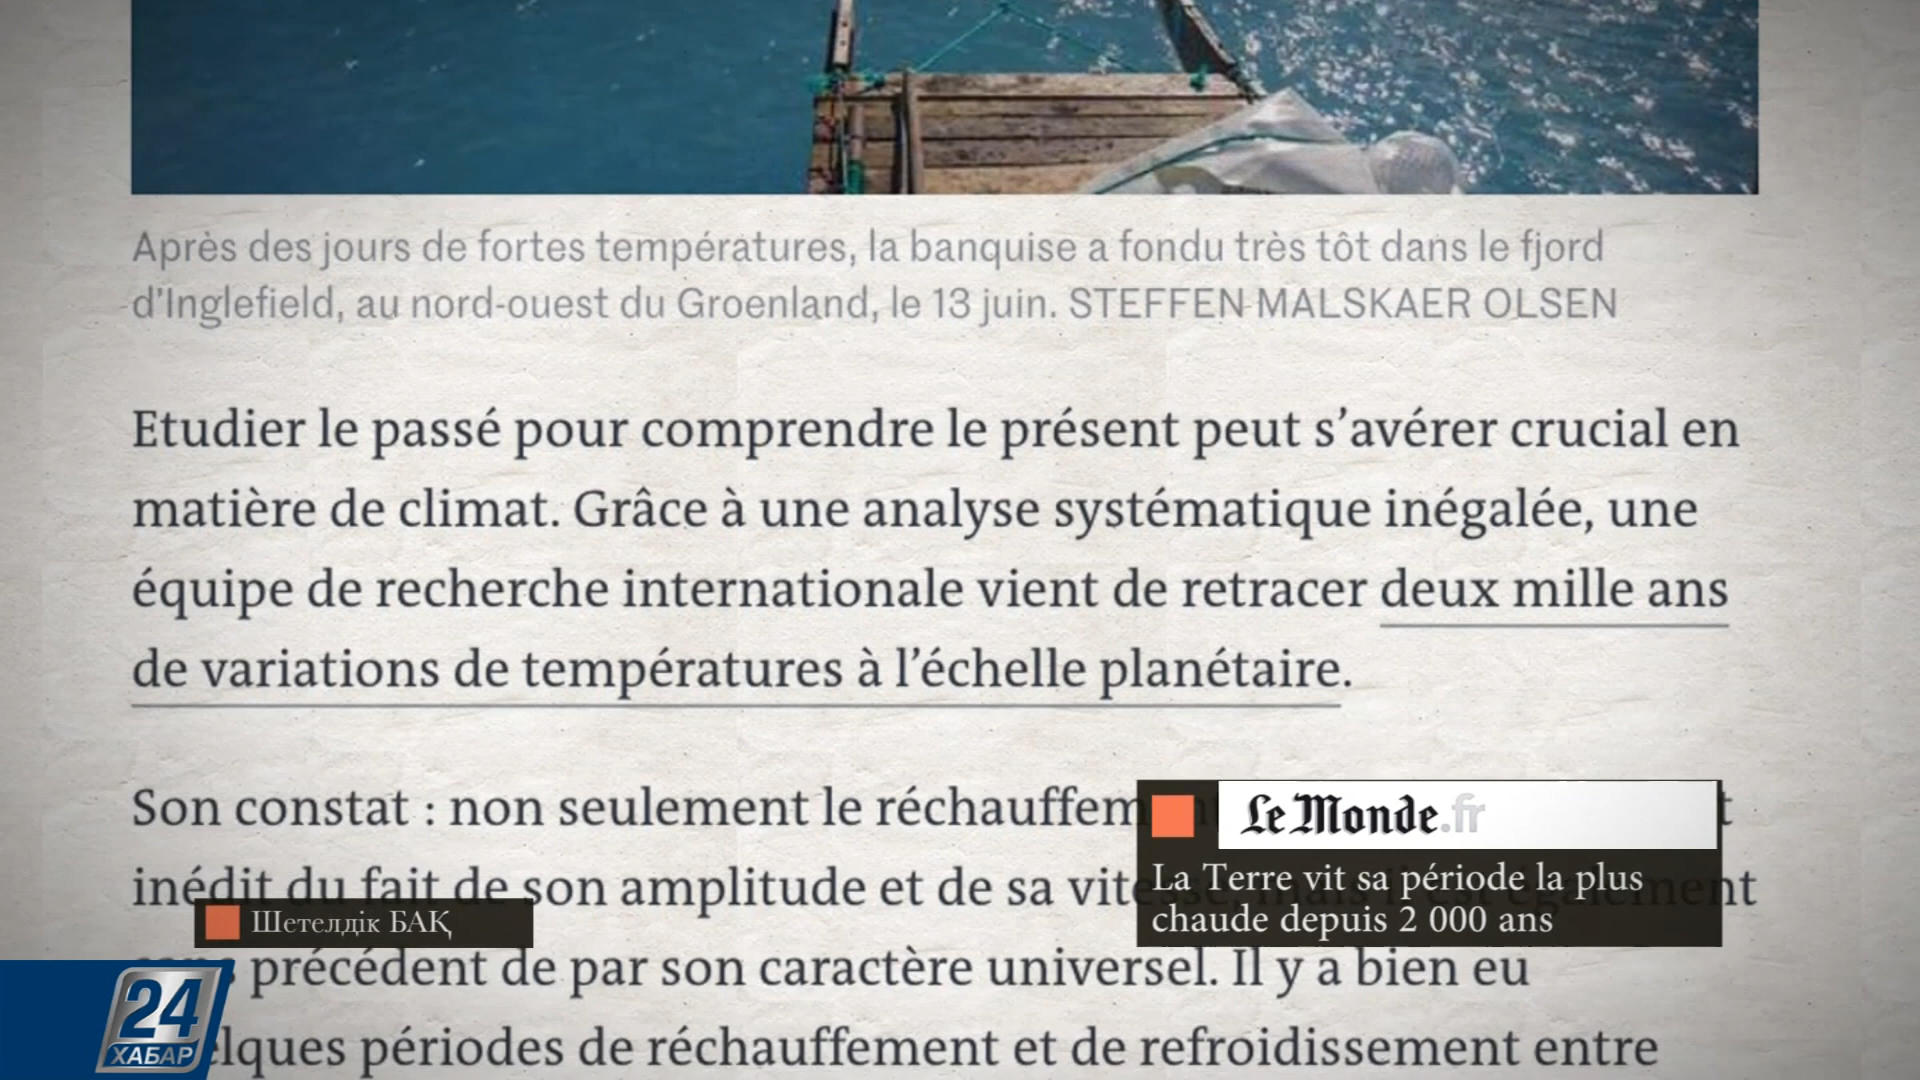 Après des jours de fortes températures, la banquise a fondu très tôt dans le fjord
d'Inglefield, au nord-ouest du Groenland, le 13 juin. STEFFEN MALSKAER OLSEN
Etudier le passé pour comprendre le présent peut s'avérer crucial en
matière de climat. Grâce à une analyse systématique inégalée, une
équipe de recherche internationale vient de retracer deux mille ans
de variations de températures à l'échelle planétaire.
Son constat : non seulement le
inédit du fait de son amplitude et de sa
précédent de par son caractère universel. Il y a bien eu
périodes de réchauffement et de refroidissement entre
Le Monde.fr
La Terre vit sa période la plus
chaude depuis 2 000 ans
Шетелдік БАҚ
24
ХАБАР